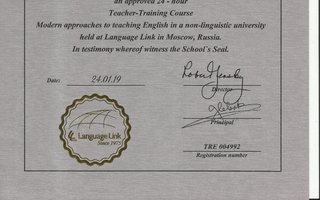 an approved 24 - hour
Teacher-Training Course
Modern approaches to teaching English in a non-linguistic university
held at Language Link in Moscow, Russia.
In testimony whereof witness the School`s Seal.
Date: 24.01.19
Director
Principal
Language Link
Since 1975
TRE 004992
Registration number